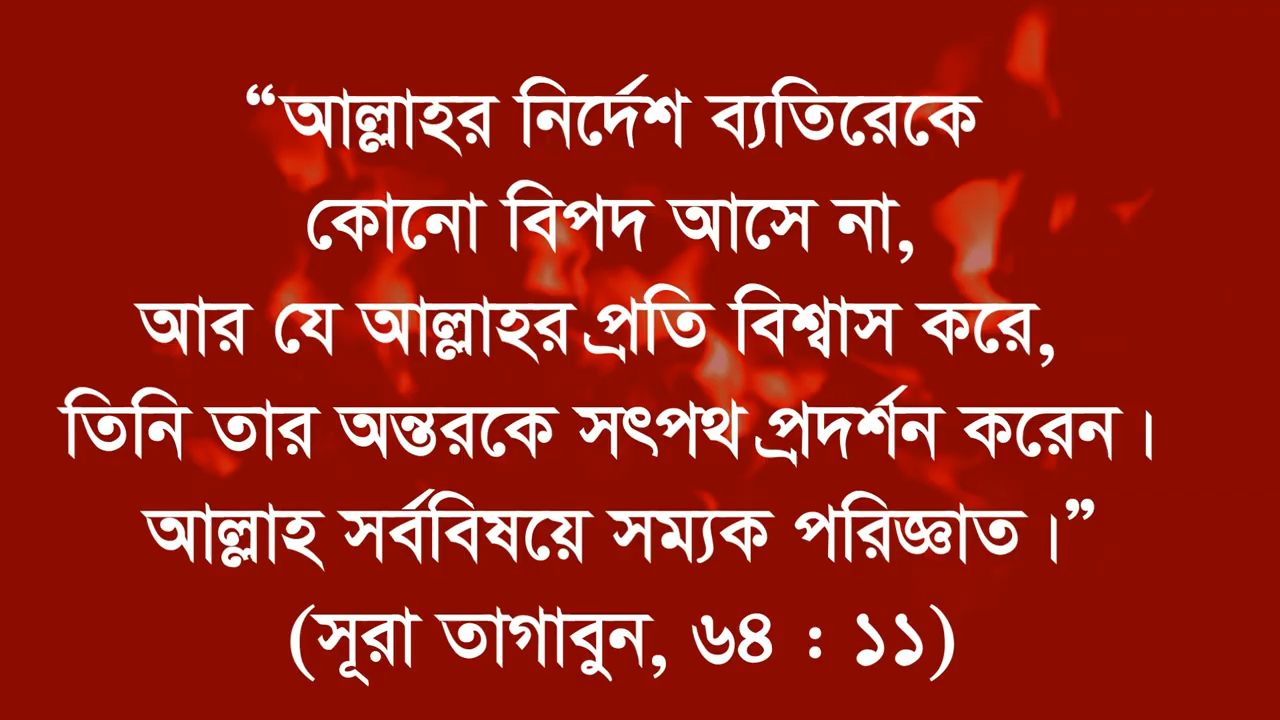 “আল্লাহর নির্দেশ ব্যতিরেকে
কোনো বিপদ আসে না,
আর যে আল্লাহর প্রতি বিশ্বাস করে,
তিনি তার অন্তরকে সৎপথ প্রদর্শন করেন।
আল্লাহ সর্ববিষয়ে সম্যক পরিজ্ঞাত।”
(সূরা তাগাবুন, ৬৪ : ১১)